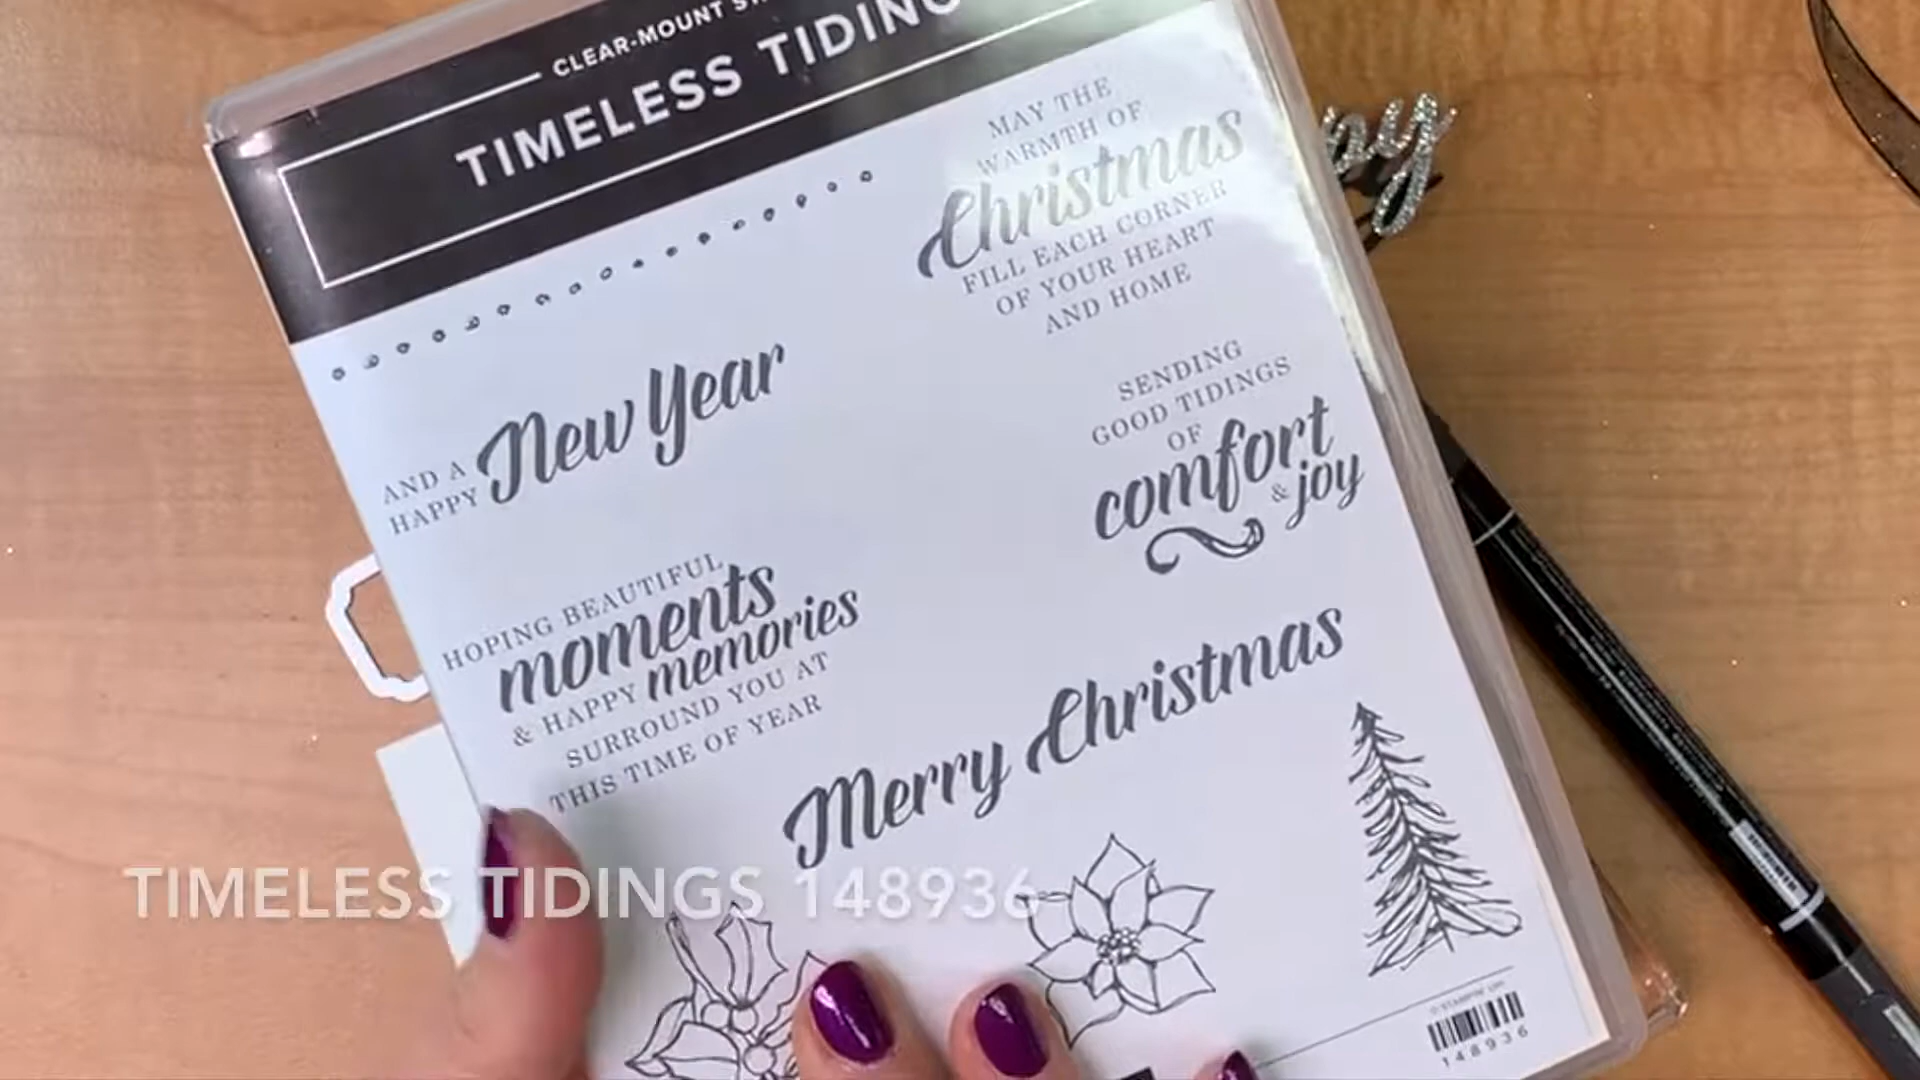 CLEAR-MOUNT
TIMELESS TIDING
MAY THE
WARMTH OF
Christmas
FILL EACH CORNER
OF YOUR HEART
AND HOME
AND A
HAPPY New Year
SENDING
GOOD TIDINGS
OF
comfort
& joy
HOPING BEAUTIFUL
moments
& HAPPY memories
SURROUND YOU AT
THIS TIME OF YEAR
Merry Christmas
TIMELESS TIDINGS 148936
148936